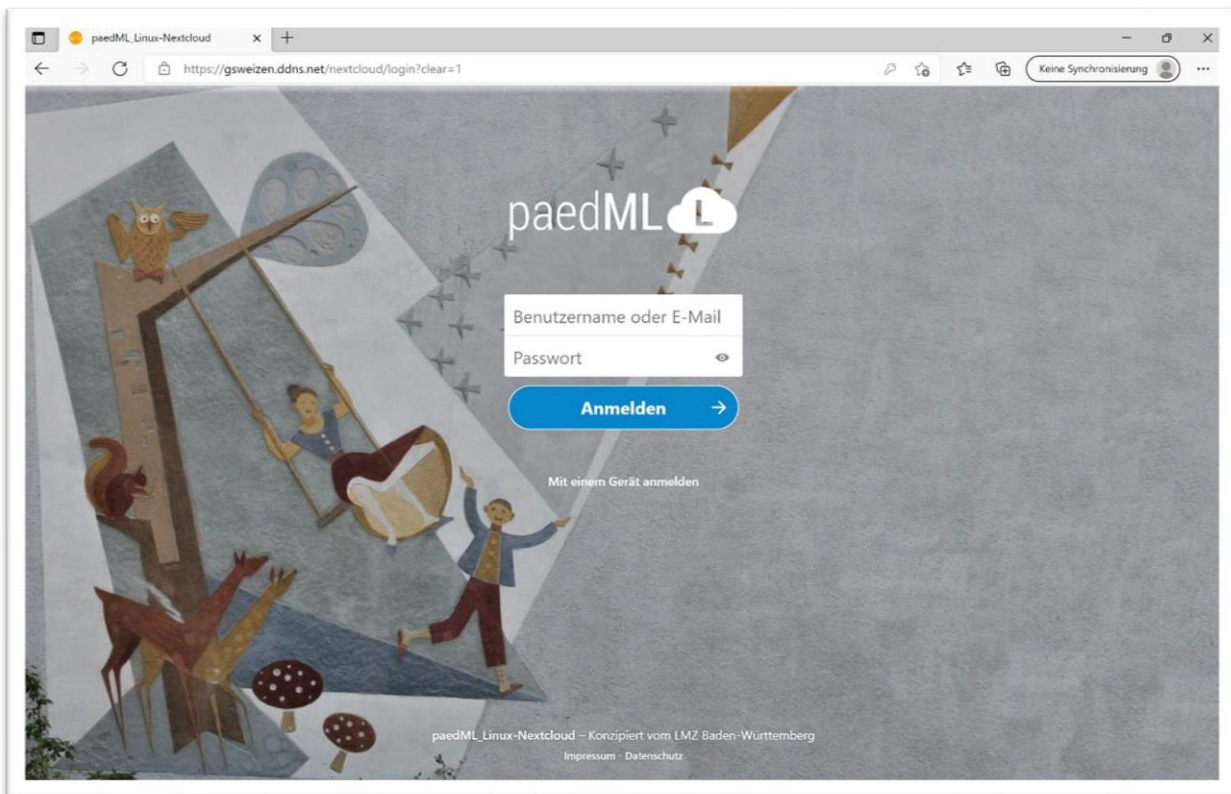 paedML_Linux-Nextcloud
https://gsweizen.ddns.net/nextcloud/login?clear=1
Keine Synchronisierung
paedML L
Benutzername oder E-Mail
Passwort
Anmelden
Mit einem Gerät anmelden
paedML_Linux-Nextcloud – Konzipiert vom LMZ Baden-Württemberg
Impressum · Datenschutz